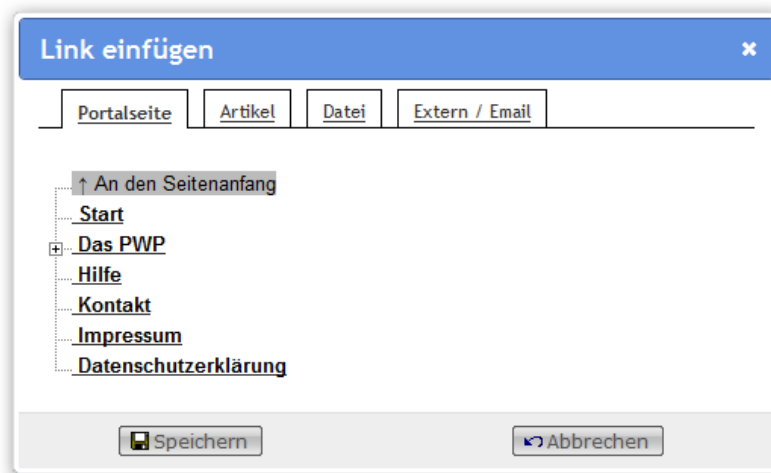 Link einfügen
Portalseite Artikel Datei Extern / Email
↑ An den Seitenanfang
Start
Das PWP
Hilfe
Kontakt
Impressum
Datenschutzerklärung
Speichern Abbrechen